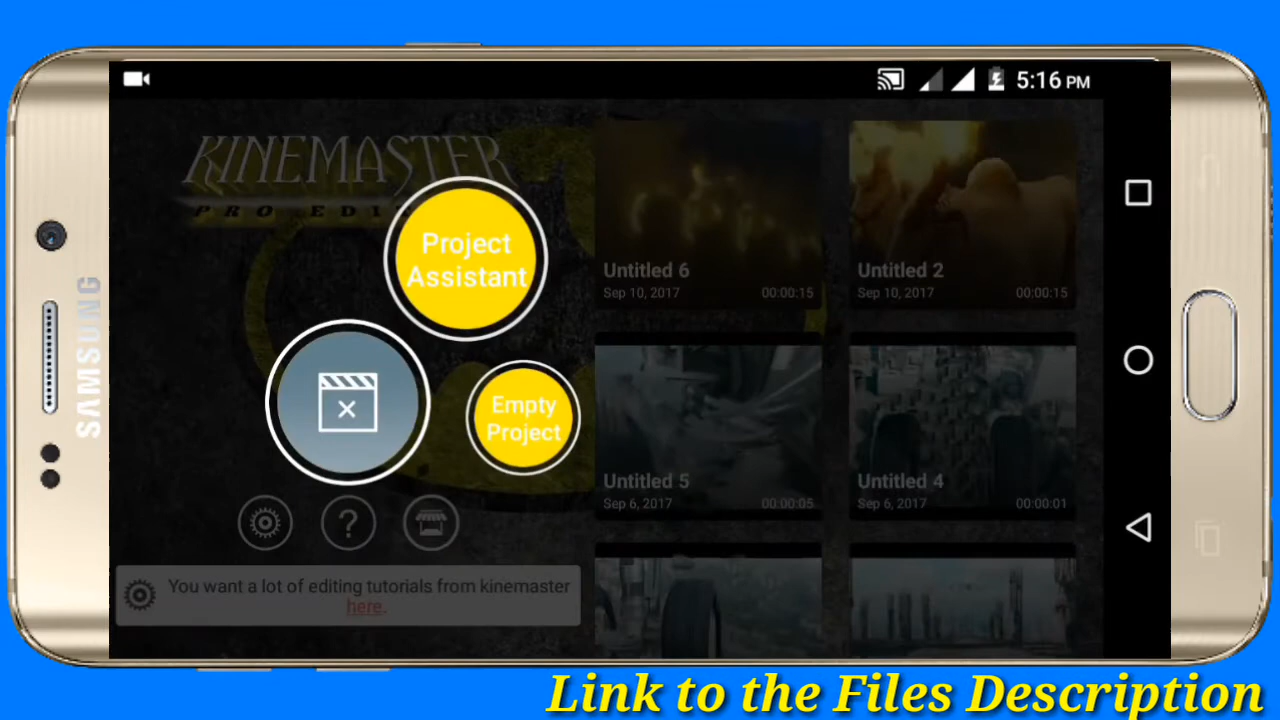 5:16 PM
KINEMASTER
PRO EDI
Project
Assistant
Empty
Project
Untitled 6
Sep 10, 2017 00:00:15
Untitled 2
Sep 10, 2017 00:00:15
Untitled 5
Sep 6, 2017 00:00:05
Untitled 4
Sep 6, 2017 00:00:01
?
You want a lot of editing tutorials from kinemaster
here.
SAMSUNG
Link to the Files Description